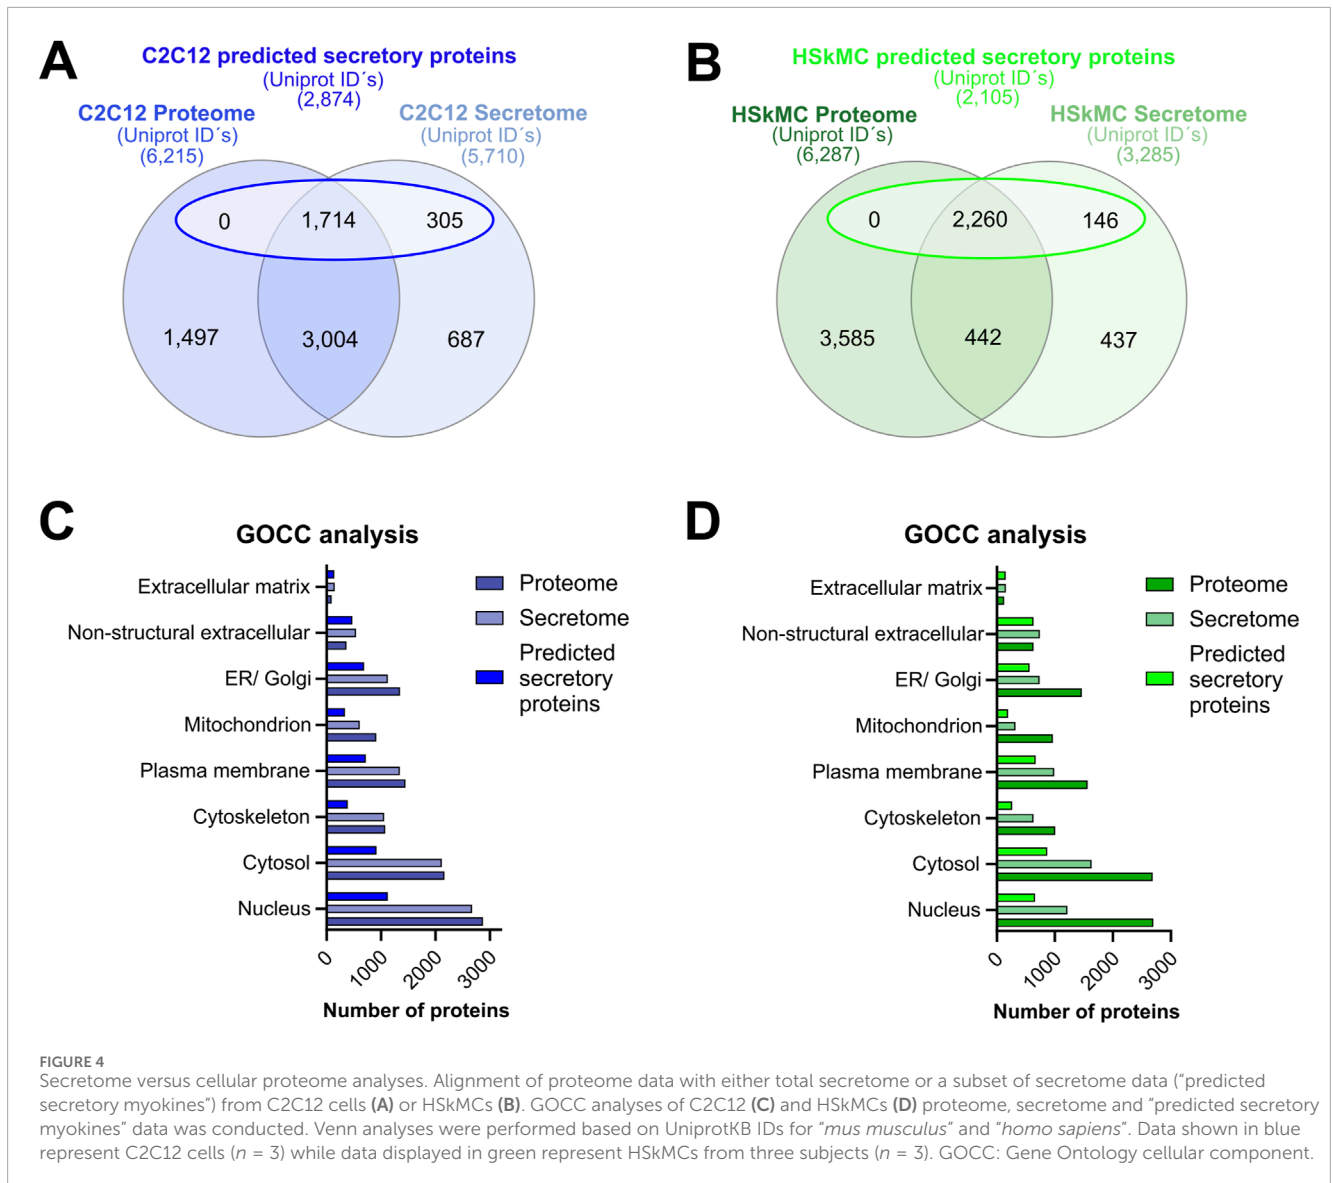 A
C2C12 predicted secretory proteins
(Uniprot ID´s)
(2,874)
C2C12 Proteome
(Uniprot ID´s)
(6,215)
C2C12 Secretome
(Uniprot ID´s)
(5,710)
0
1,714
305
1,497
3,004
687
B
HSkMC predicted secretory proteins
(Uniprot ID´s)
(2,105)
HSkMC Proteome
(Uniprot ID´s)
(6,287)
HSkMC Secretome
(Uniprot ID´s)
(3,285)
0
2,260
146
3,585
442
437
C
GOCC analysis
Extracellular matrix
Non-structural extracellular
ER/ Golgi
Mitochondrion
Plasma membrane
Cytoskeleton
Cytosol
Nucleus
0
1000
2000
3000
Number of proteins
Proteome
Secretome
Predicted
secretory
proteins
D
GOCC analysis
Extracellular matrix
Non-structural extracellular
ER/ Golgi
Mitochondrion
Plasma membrane
Cytoskeleton
Cytosol
Nucleus
0
1000
2000
3000
Number of proteins
Proteome
Secretome
Predicted
secretory
proteins
FIGURE 4
Secretome versus cellular proteome analyses. Alignment of proteome data with either total secretome or a subset of secretome data (“predicted
secretory myokines”) from C2C12 cells (A) or HSkMCs (B). GOCC analyses of C2C12 (C) and HSkMCs (D) proteome, secretome and “predicted secretory
myokines” data was conducted. Venn analyses were performed based on UniprotKB IDs for “mus musculus” and “homo sapiens”. Data shown in blue
represent C2C12 cells (n = 3) while data displayed in green represent HSkMCs from three subjects (n = 3). GOCC: Gene Ontology cellular component.